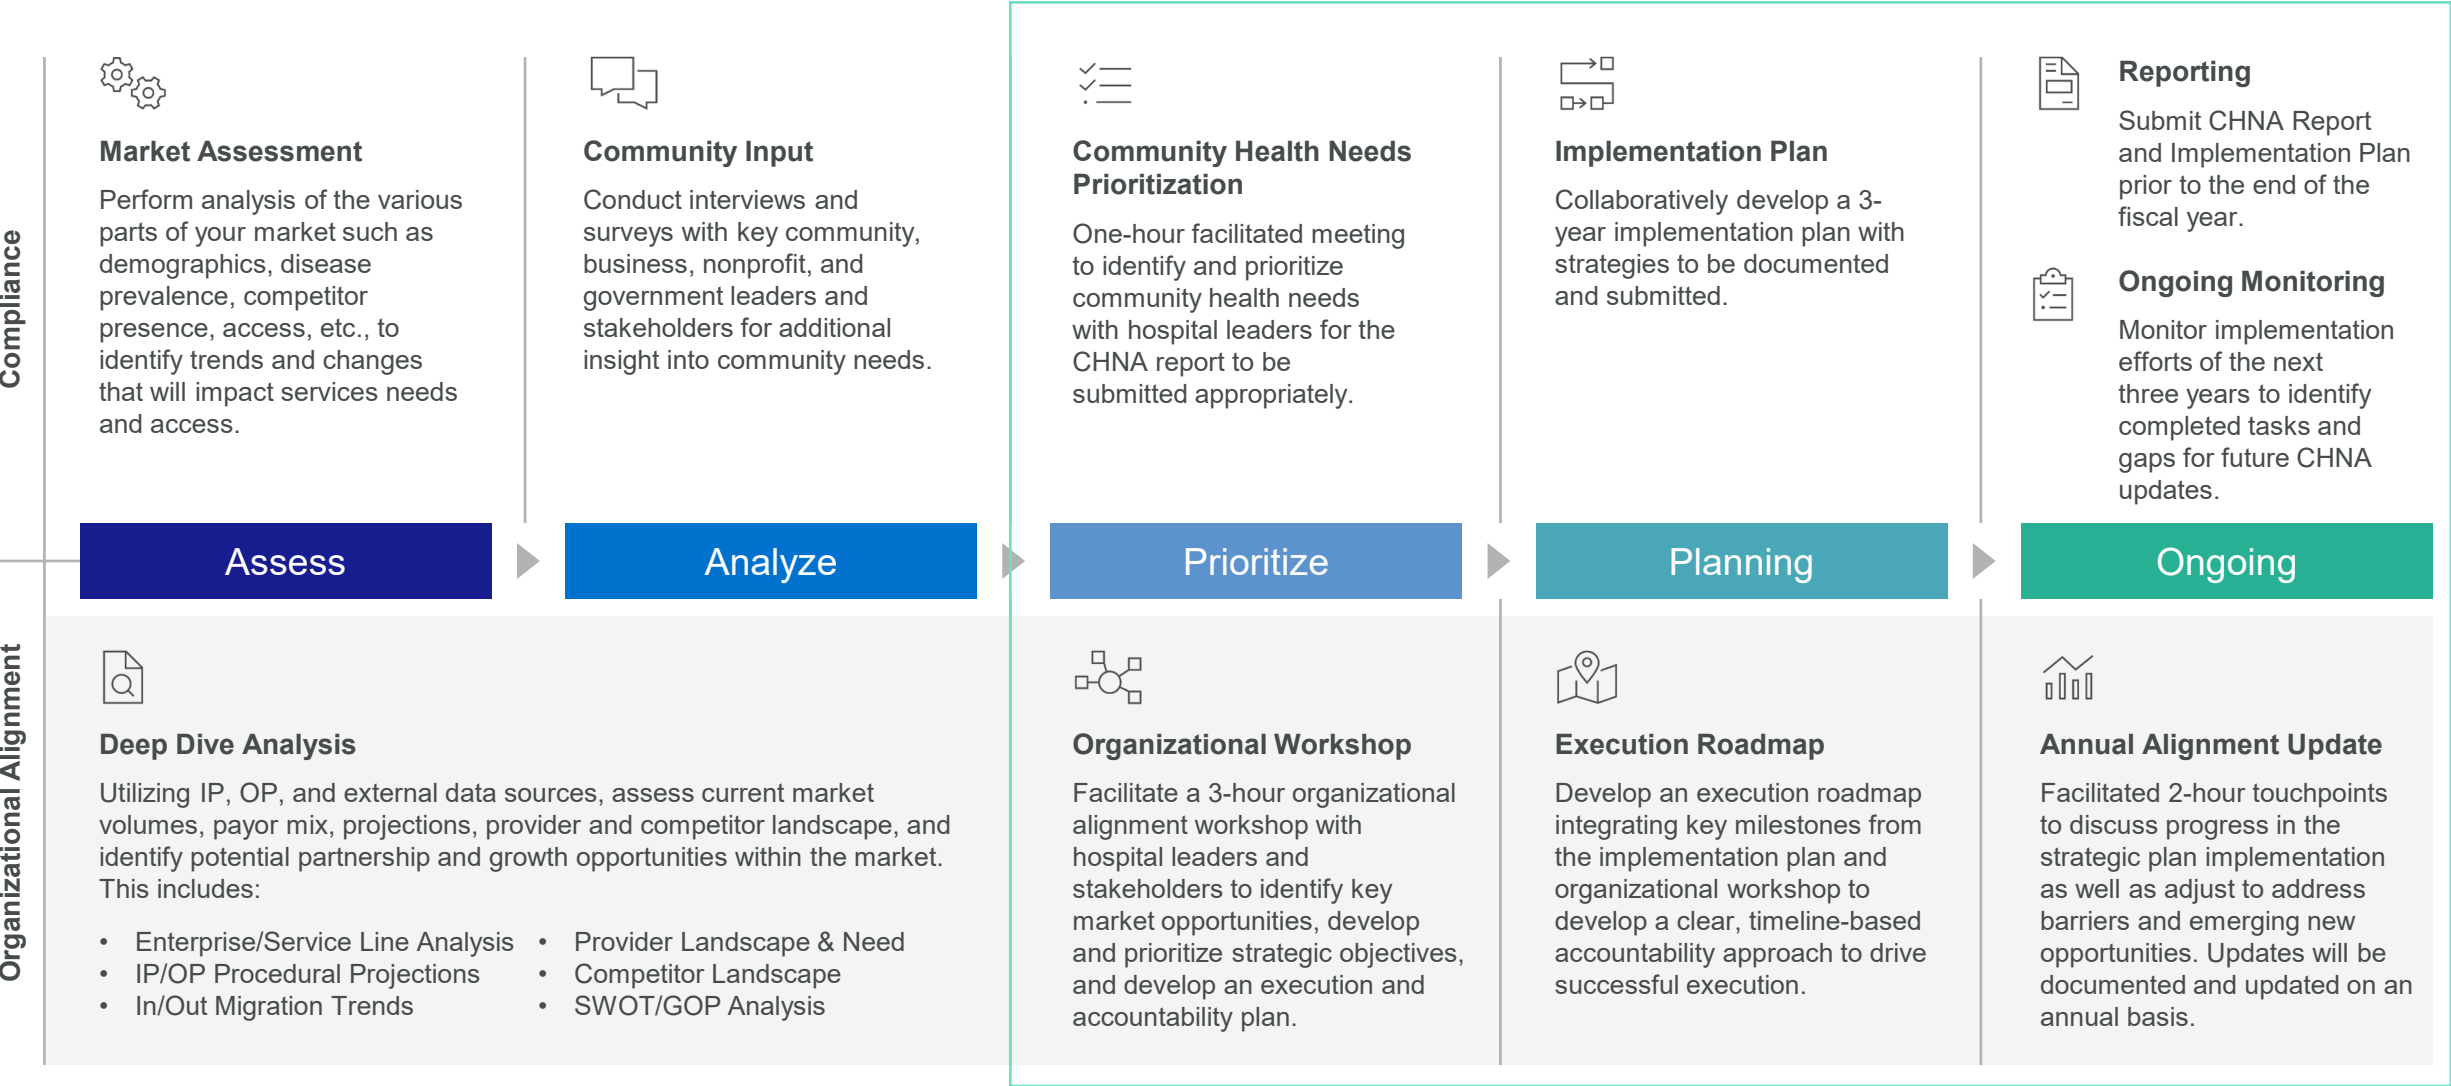 Compliance
Market Assessment
Perform analysis of the various
parts of your market such as
demographics, disease
prevalence, competitor
presence, access, etc., to
identify trends and changes
that will impact services needs
and access.
Community Input
Conduct interviews and
surveys with key community,
business, nonprofit, and
government leaders and
stakeholders for additional
insight into community needs.
Community Health Needs
Prioritization
One-hour facilitated meeting
to identify and prioritize
community health needs
with hospital leaders for the
CHNA report to be
submitted appropriately.
Implementation Plan
Collaboratively develop a 3-
year implementation plan with
strategies to be documented
and submitted.
Reporting
Submit CHNA Report
and Implementation Plan
prior to the end of the
fiscal year.
Ongoing Monitoring
Monitor implementation
efforts of the next
three years to identify
completed tasks and
gaps for future CHNA
updates.
Assess
Analyze
Prioritize
Planning
Ongoing
Organizational Alignment
Deep Dive Analysis
Utilizing IP, OP, and external data sources, assess current market
volumes, payor mix, projections, provider and competitor landscape, and
identify potential partnership and growth opportunities within the market.
This includes:
• Enterprise/Service Line Analysis
• IP/OP Procedural Projections
• In/Out Migration Trends
• Provider Landscape & Need
• Competitor Landscape
• SWOT/GOP Analysis
Organizational Workshop
Facilitate a 3-hour organizational
alignment workshop with
hospital leaders and
stakeholders to identify key
market opportunities, develop
and prioritize strategic objectives,
and develop an execution and
accountability plan.
Execution Roadmap
Develop an execution roadmap
integrating key milestones from
the implementation plan and
organizational workshop to
develop a clear, timeline-based
accountability approach to drive
successful execution.
Annual Alignment Update
Facilitated 2-hour touchpoints
to discuss progress in the
strategic plan implementation
as well as adjust to address
barriers and emerging new
opportunities. Updates will be
documented and updated on an
annual basis.